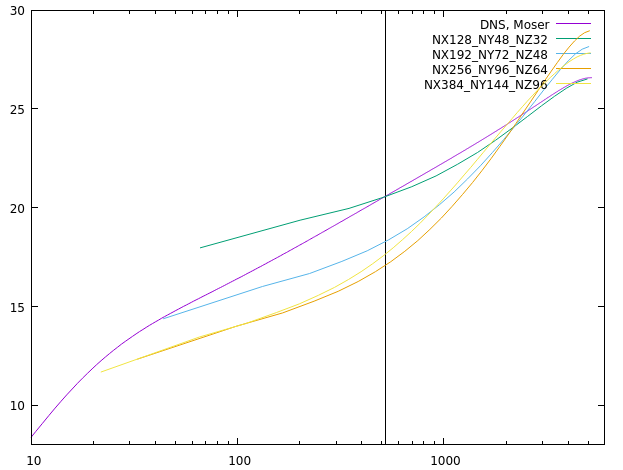 30
25
20
15
10
10
100
1000
DNS, Moser
NX128_NY48_NZ32
NX192_NY72_NZ48
NX256_NY96_NZ64
NX384_NY144_NZ96